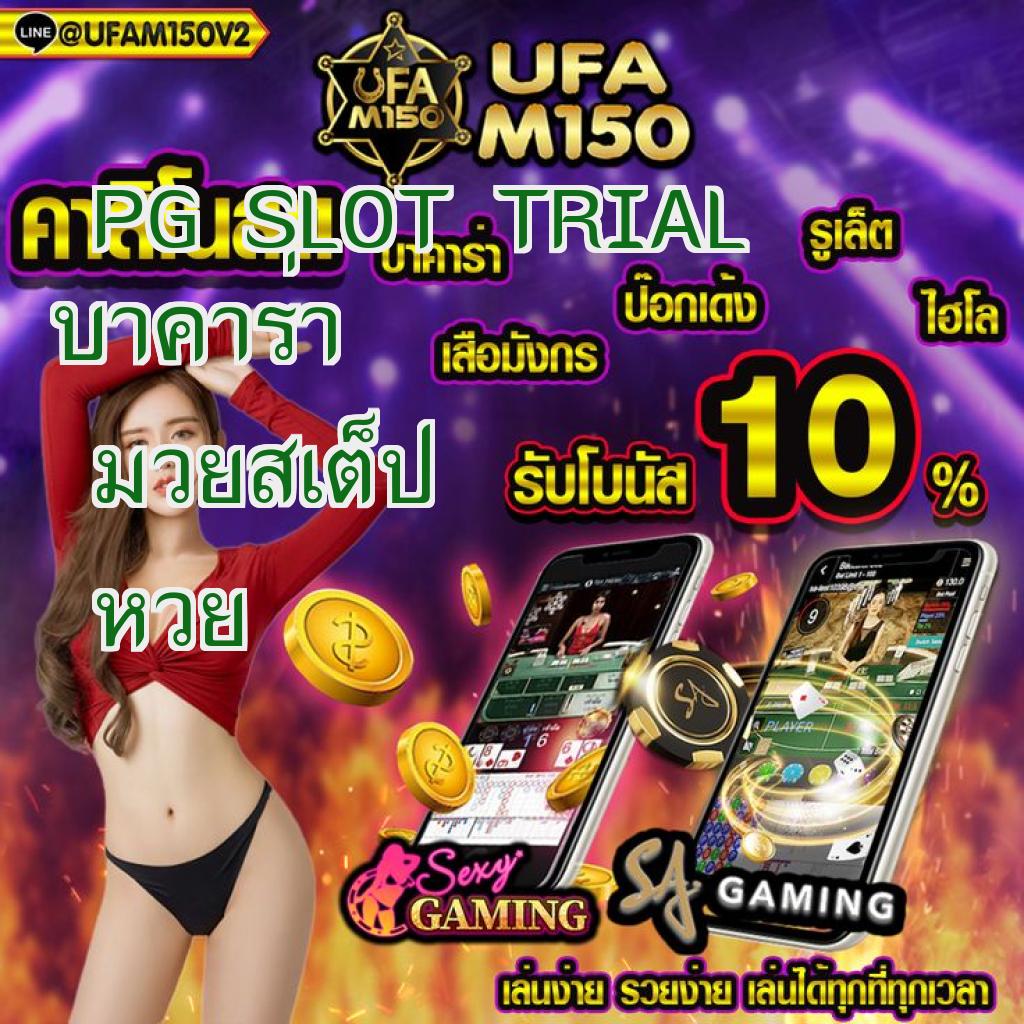 LINE @UFAM150V2
UFA
M150
UFA
M150
PG SLOT TRIAL
บาคาร่า
รูเล็ต
ป๊อกเด้ง
ไฮโล
เสือมังกร
บาคารา
มวยสเต็ป
หวย
รับโบนัส 10 %
9
PLAYER
Sexy
GAMING
SA GAMING
เล่นง่าย รวยง่าย เล่นได้ทุกที่ทุกเวลา